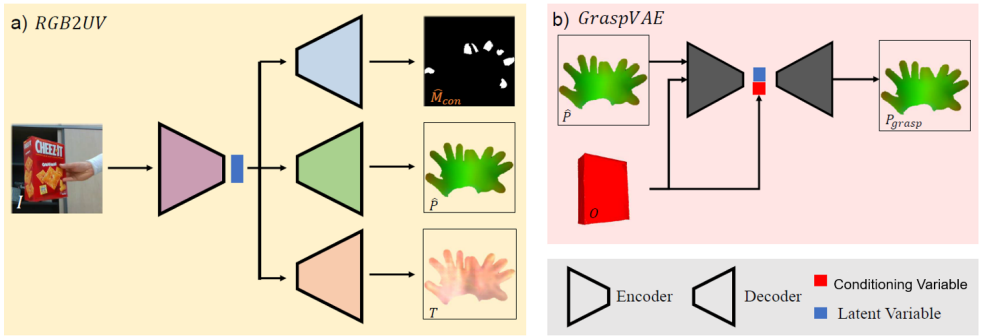 a) RGB2UV
M̂con
CHEEZ-IT
I
P̂
T
b) GraspVAE
P̂
Pgrasp
O
Encoder
Decoder
Conditioning Variable
Latent Variable